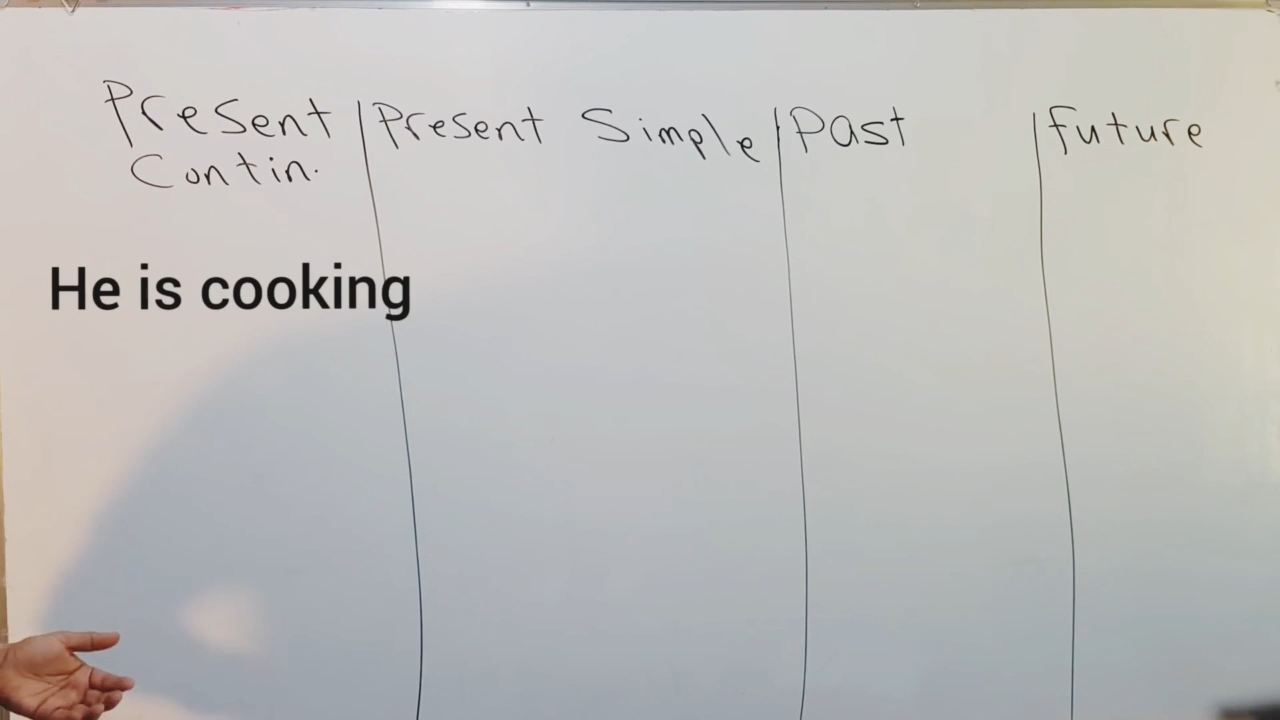 Present Contin.
Present Simple
Past
future
He is cooking